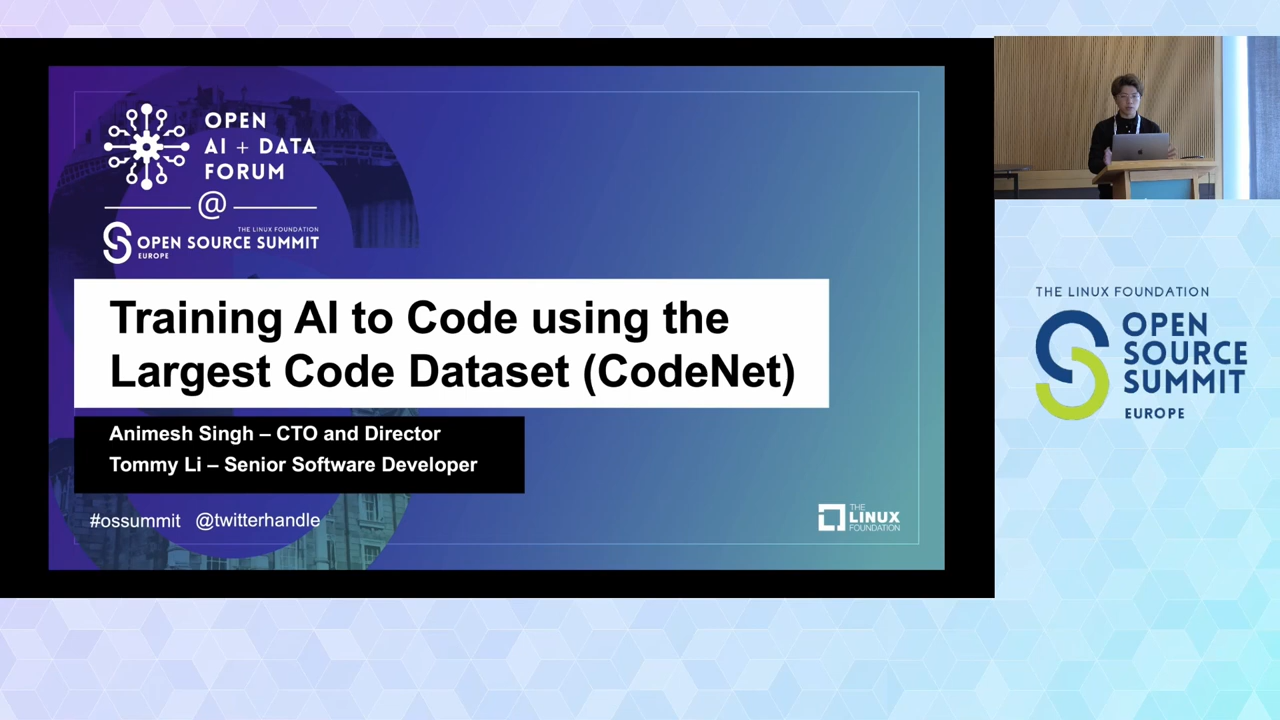 OPEN
AI + DATA
FORUM
@
THE LINUX FOUNDATION
OPEN SOURCE SUMMIT
EUROPE
Training AI to Code using the
Largest Code Dataset (CodeNet)
Animesh Singh – CTO and Director
Tommy Li – Senior Software Developer
#ossummit @twitterhandle
THE
LINUX
FOUNDATION
THE LINUX FOUNDATION
OPEN
SOURCE
SUMMIT
EUROPE